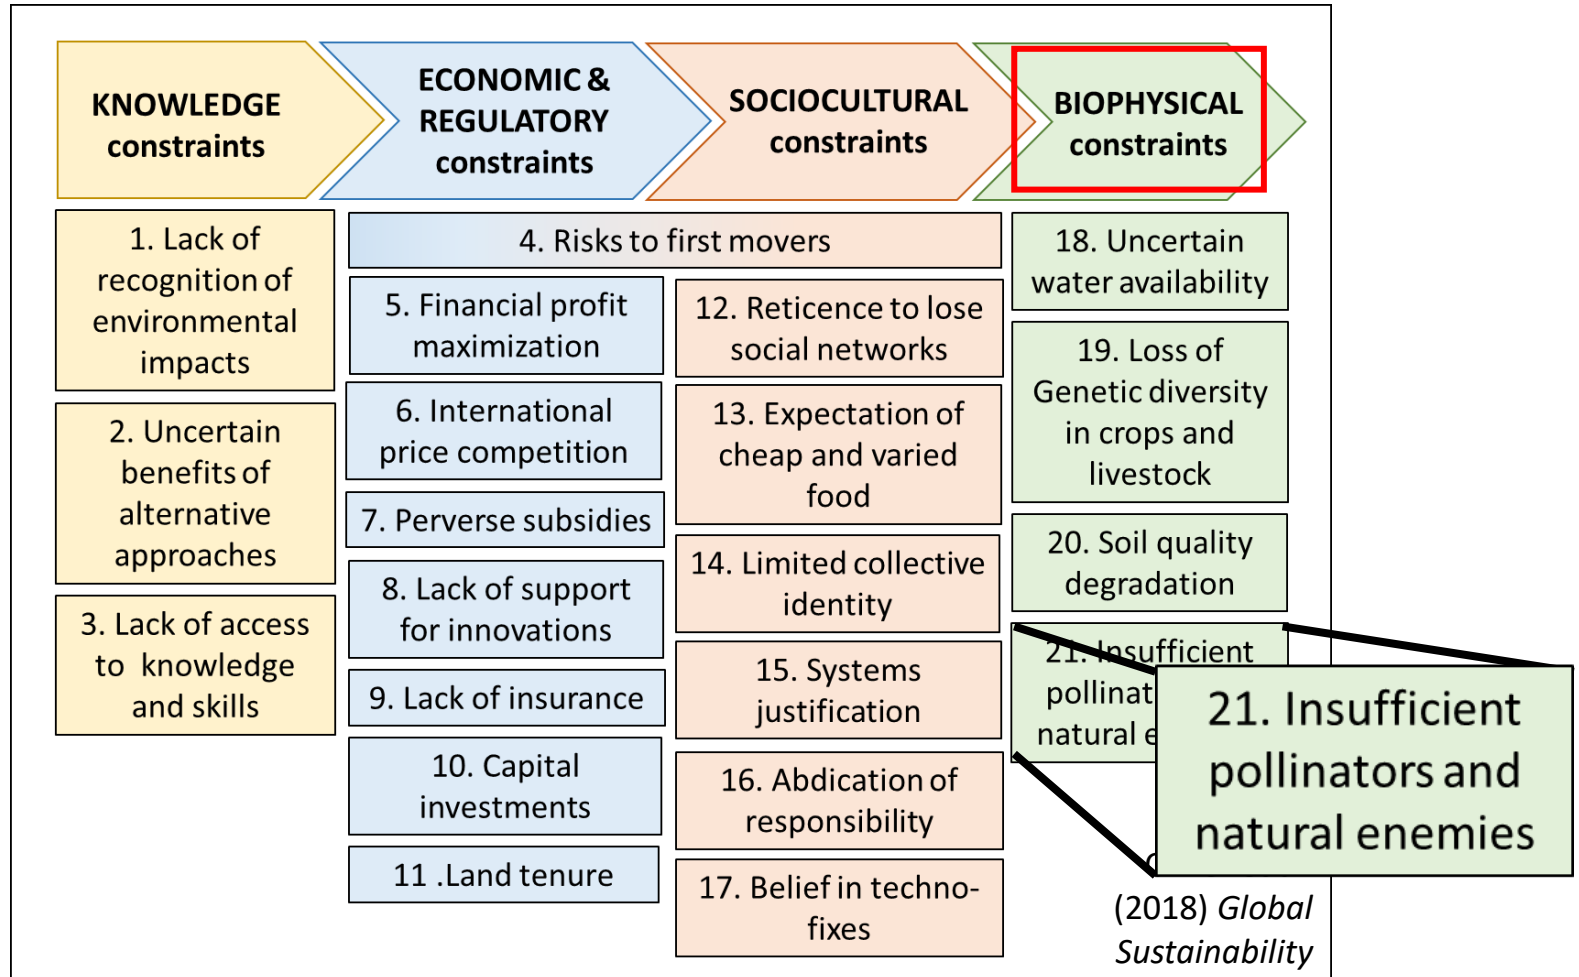 KNOWLEDGE
constraints
ECONOMIC &
REGULATORY
constraints
SOCIOCULTURAL
constraints
BIOPHYSICAL
constraints
1. Lack of
recognition of
environmental
impacts
2. Uncertain
benefits of
alternative
approaches
3. Lack of access
to knowledge
and skills
4. Risks to first movers
5. Financial profit
maximization
6. International
price competition
7. Perverse subsidies
8. Lack of support
for innovations
9. Lack of insurance
10. Capital
investments
11 .Land tenure
12. Reticence to lose
social networks
13. Expectation of
cheap and varied
food
14. Limited collective
identity
15. Systems
justification
16. Abdication of
responsibility
17. Belief in techno-
fixes
18. Uncertain
water availability
19. Loss of
Genetic diversity
in crops and
livestock
20. Soil quality
degradation
21. Insufficient
natural
21. Insufficient
pollinators and
natural enemies
(2018) Global
Sustainability